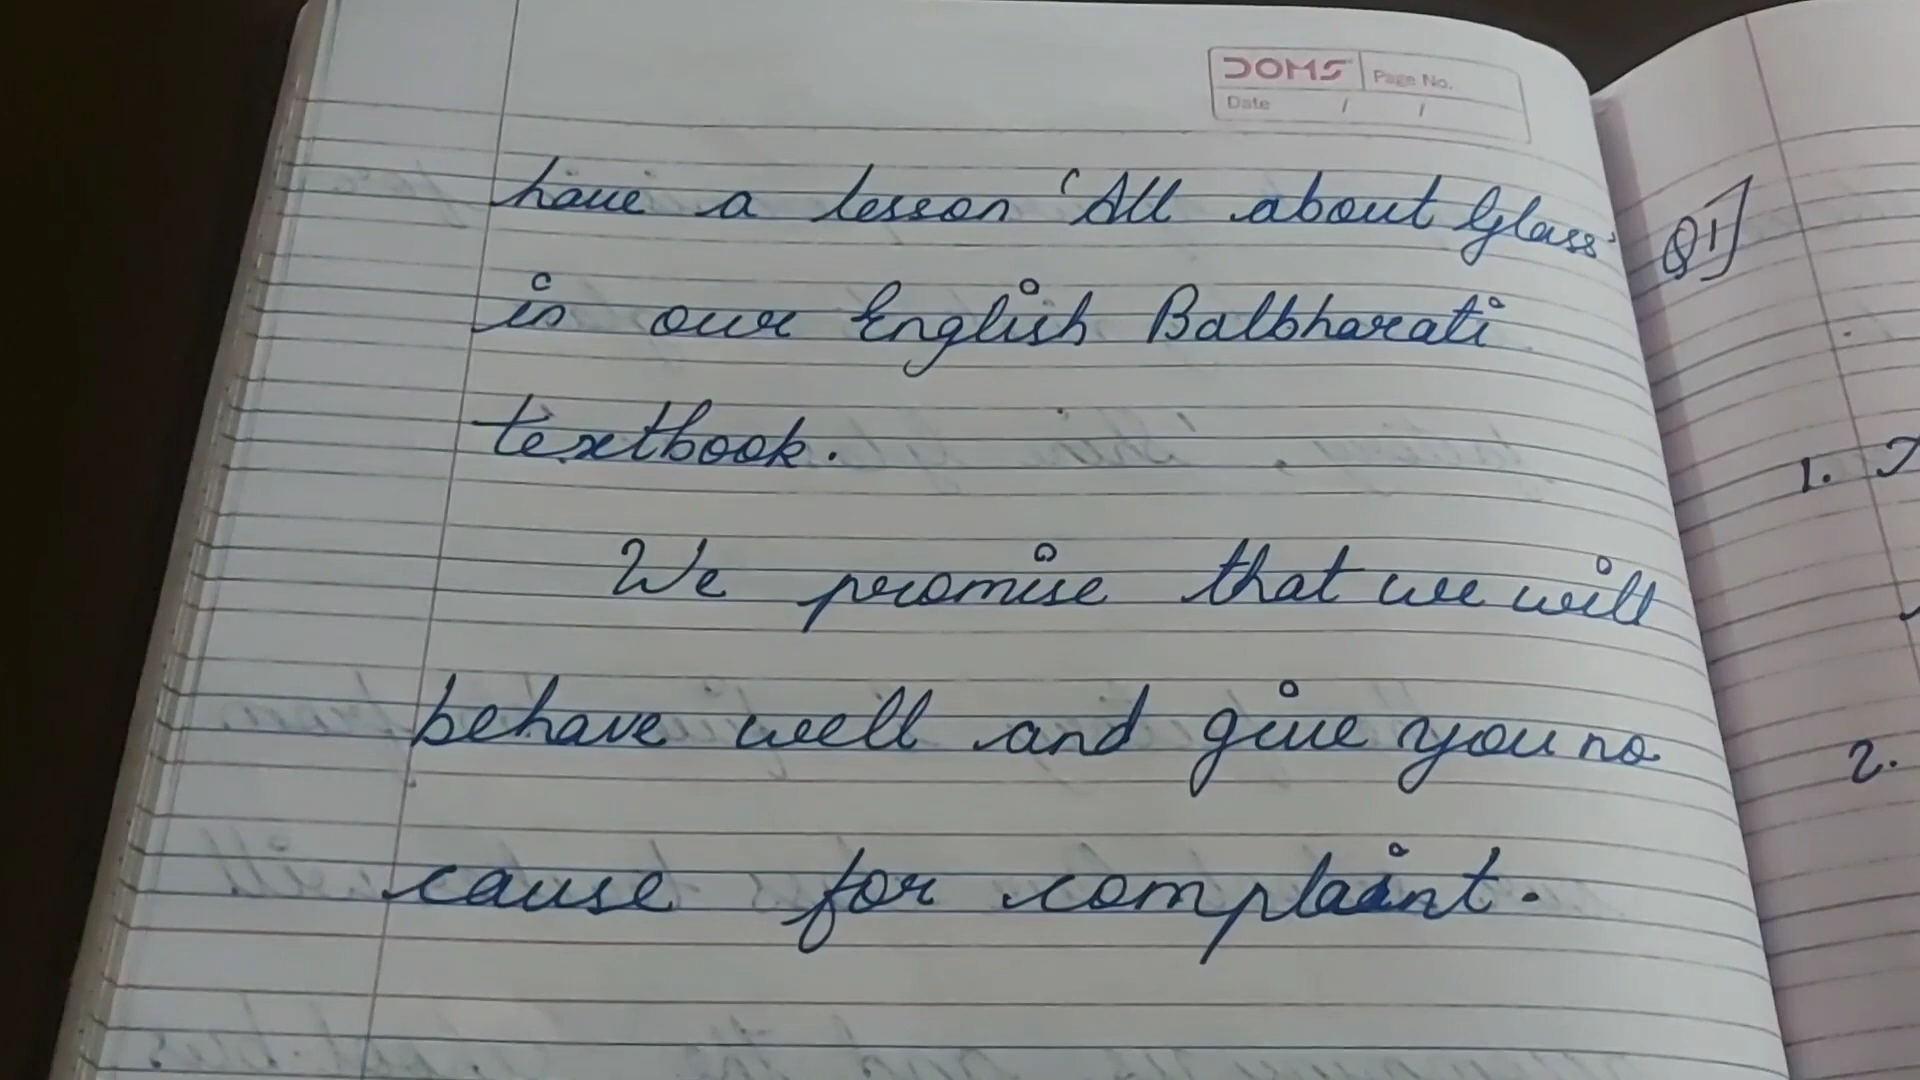 DOMS Page No.
Date / /
have a lesson 'All about Glass'
in our English Balbharati
textbook.
We promise that we will
behave well and give you no
cause for complaint.
Q1]
1.
2.